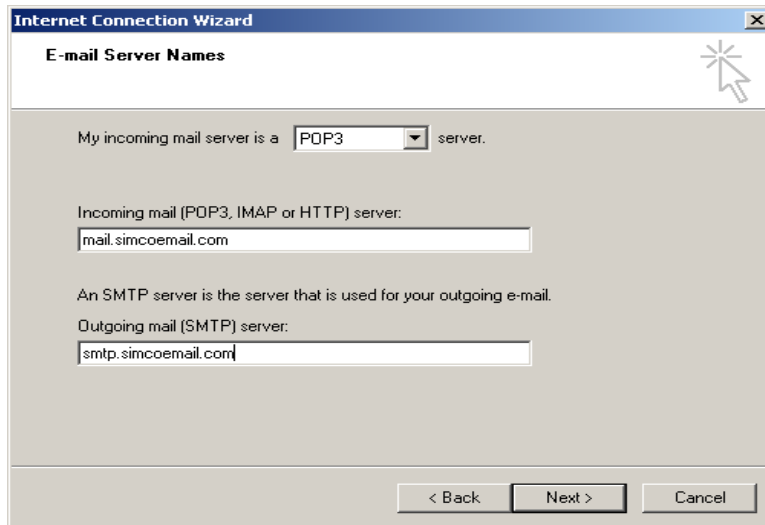 Internet Connection Wizard
E-mail Server Names
My incoming mail server is a POP3 server.
Incoming mail (POP3, IMAP or HTTP) server:
mail.simcoemail.com
An SMTP server is the server that is used for your outgoing e-mail.
Outgoing mail (SMTP) server:
smtp.simcoemail.com
< Back Next > Cancel